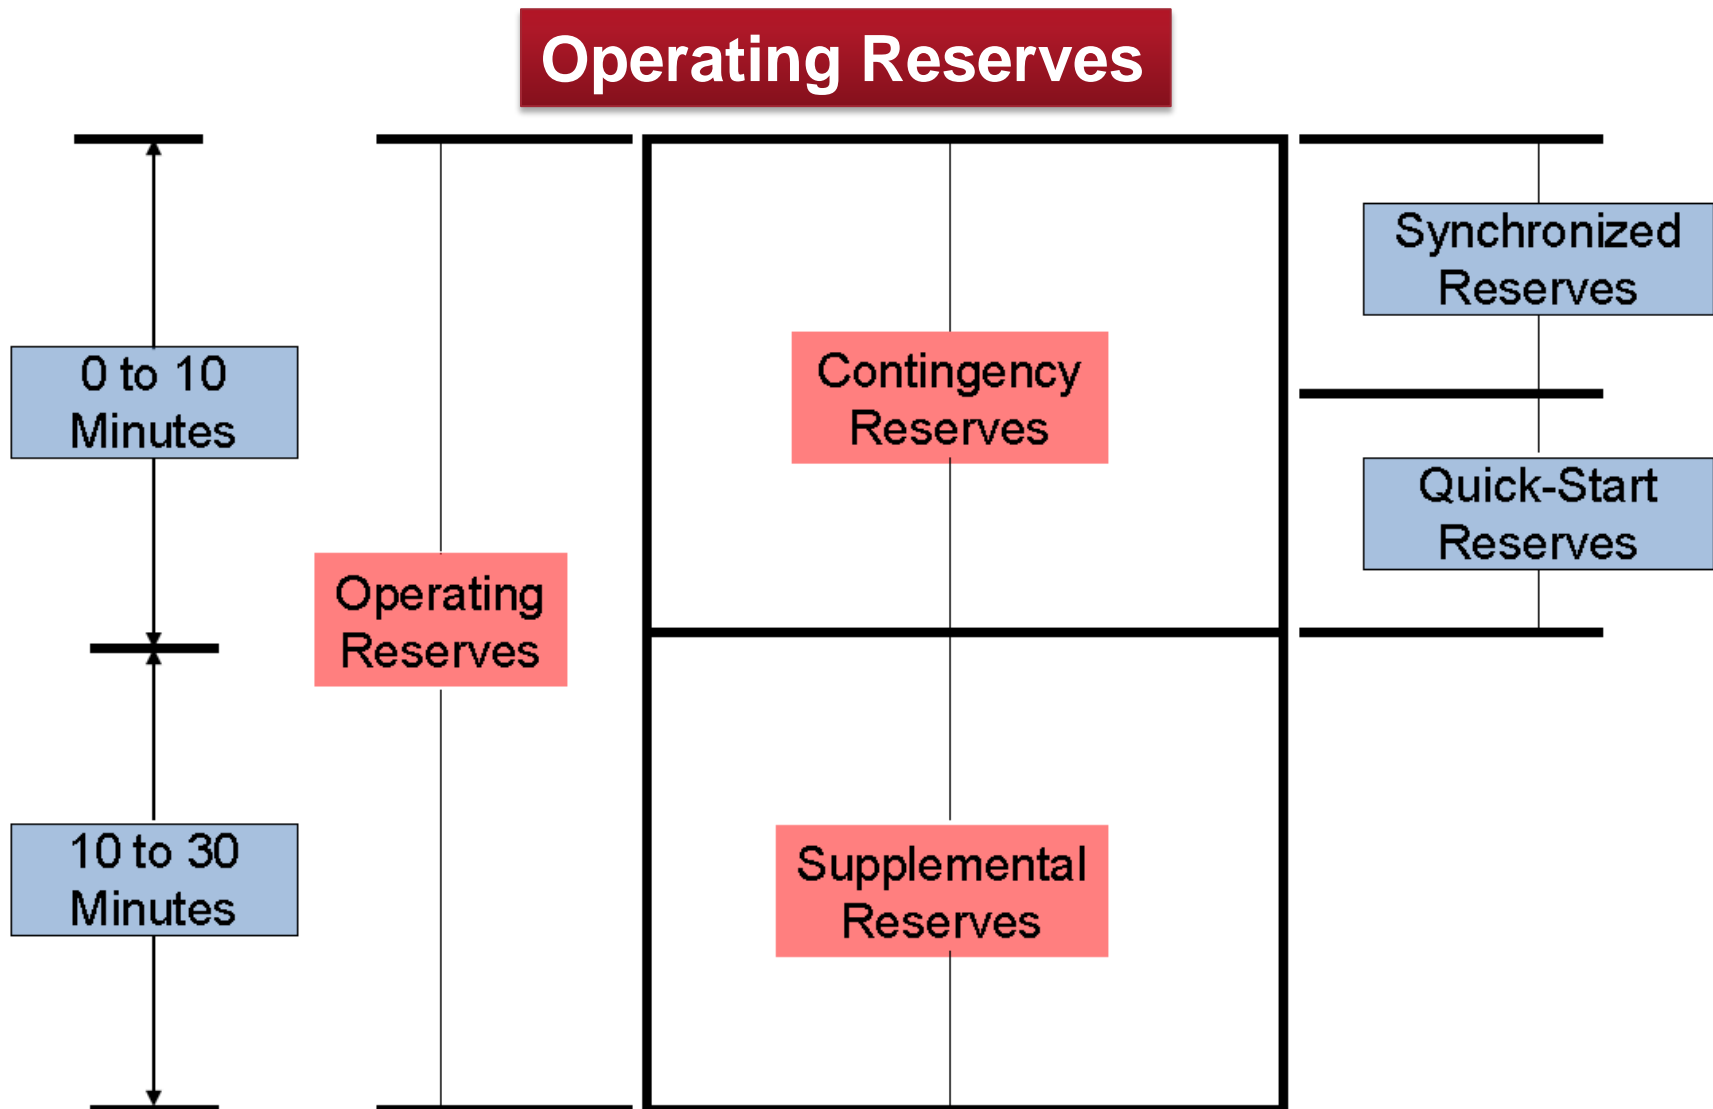 Operating Reserves
Synchronized
Reserves
0 to 10
Minutes
Contingency
Reserves
Quick-Start
Reserves
Operating
Reserves
10 to 30
Minutes
Supplemental
Reserves